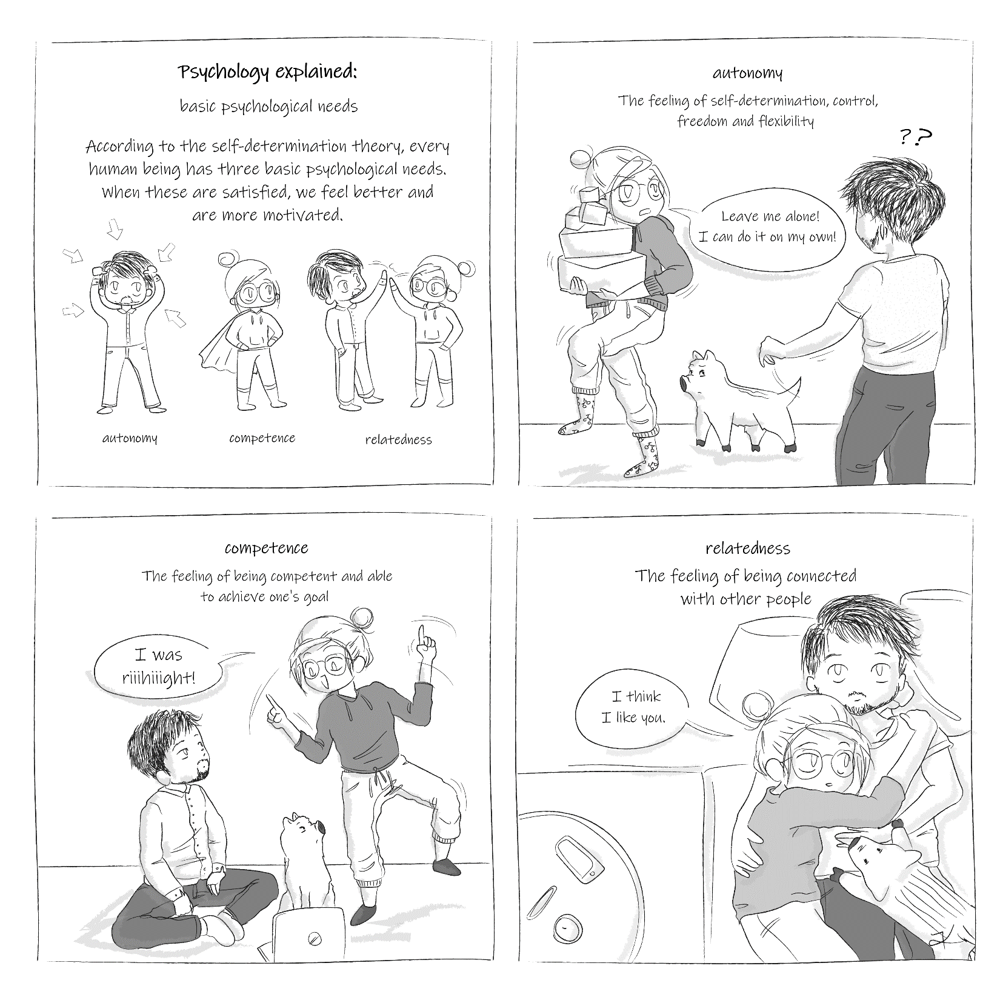 Psychology explained:
basic psychological needs
According to the self-determination theory, every
human being has three basic psychological needs.
When these are satisfied, we feel better and
are more motivated.
autonomy
competence
relatedness
autonomy
The feeling of self-determination, control,
freedom and flexibility
??
Leave me alone!
I can do it on my own!
competence
The feeling of being competent and able
to achieve one's goal
I was
riiihiiight!
relatedness
The feeling of being connected
with other people
I think
I like you.